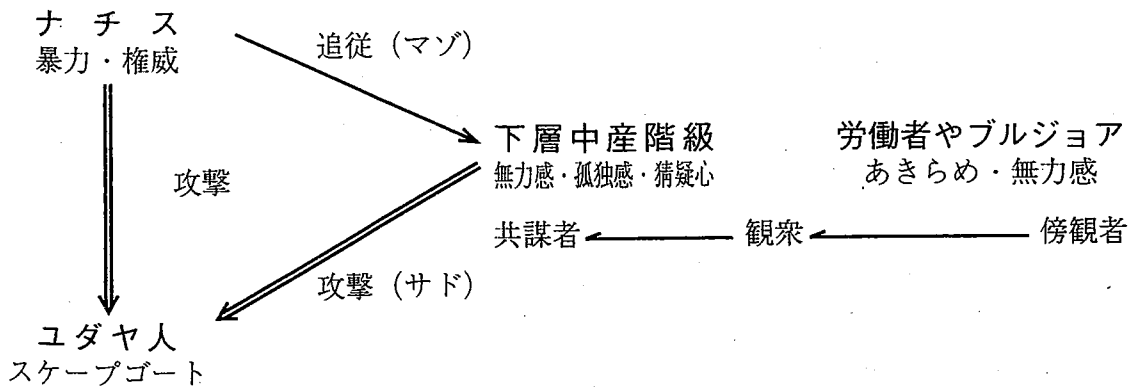 ナチス
暴力・権威
追従（マゾ）
下層中産階級
無力感・孤独感・猜疑心
労働者やブルジョア
あきらめ・無力感
攻撃
共謀者
観衆
傍観者
攻撃（サド）
ユダヤ人
スケープゴート